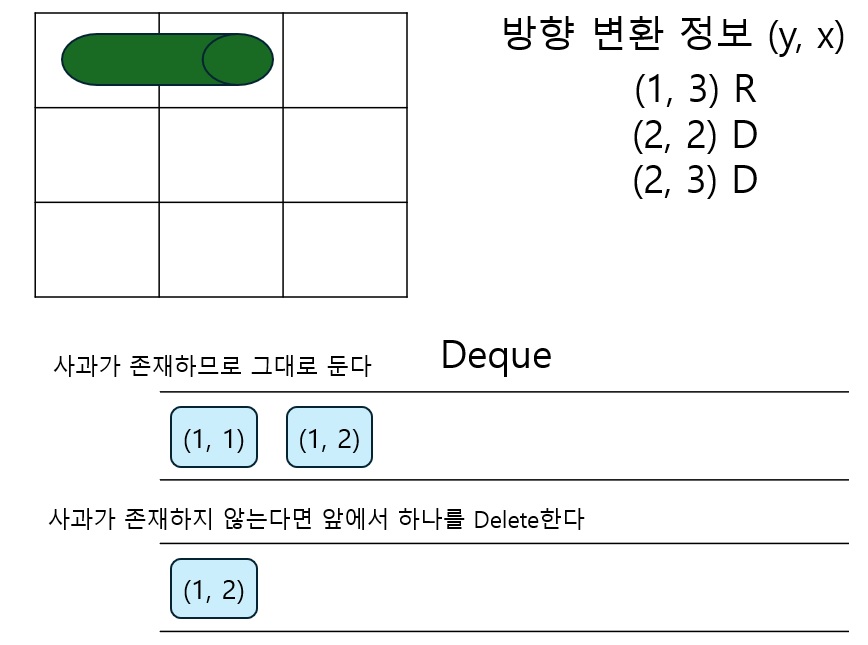 방향 변환 정보 (y, x)
(1, 3) R
(2, 2) D
(2, 3) D
사과가 존재하므로 그대로 둔다
Deque
(1, 1) (1, 2)
사과가 존재하지 않는다면 앞에서 하나를 Delete한다
(1, 2)